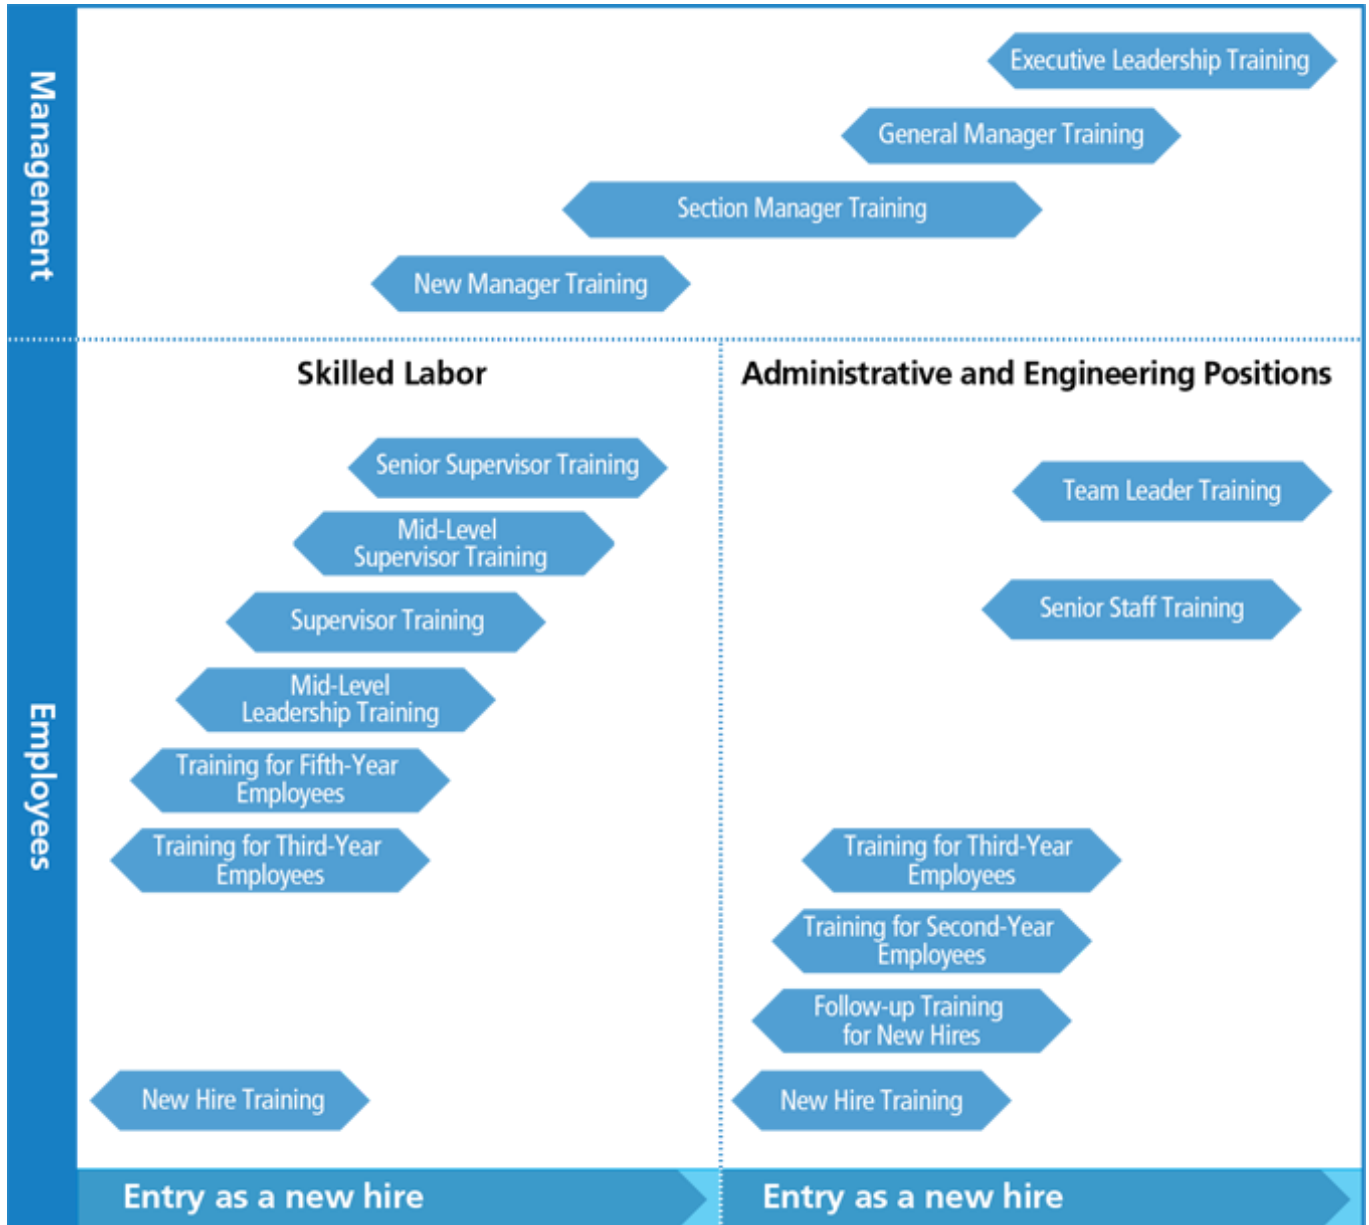 Management
Executive Leadership Training
General Manager Training
Section Manager Training
New Manager Training
Employees
Skilled Labor
Senior Supervisor Training
Mid-Level
Supervisor Training
Supervisor Training
Mid-Level
Leadership Training
Training for Fifth-Year
Employees
Training for Third-Year
Employees
New Hire Training
Entry as a new hire
Administrative and Engineering Positions
Team Leader Training
Senior Staff Training
Training for Third-Year
Employees
Training for Second-Year
Employees
Follow-up Training
for New Hires
New Hire Training
Entry as a new hire